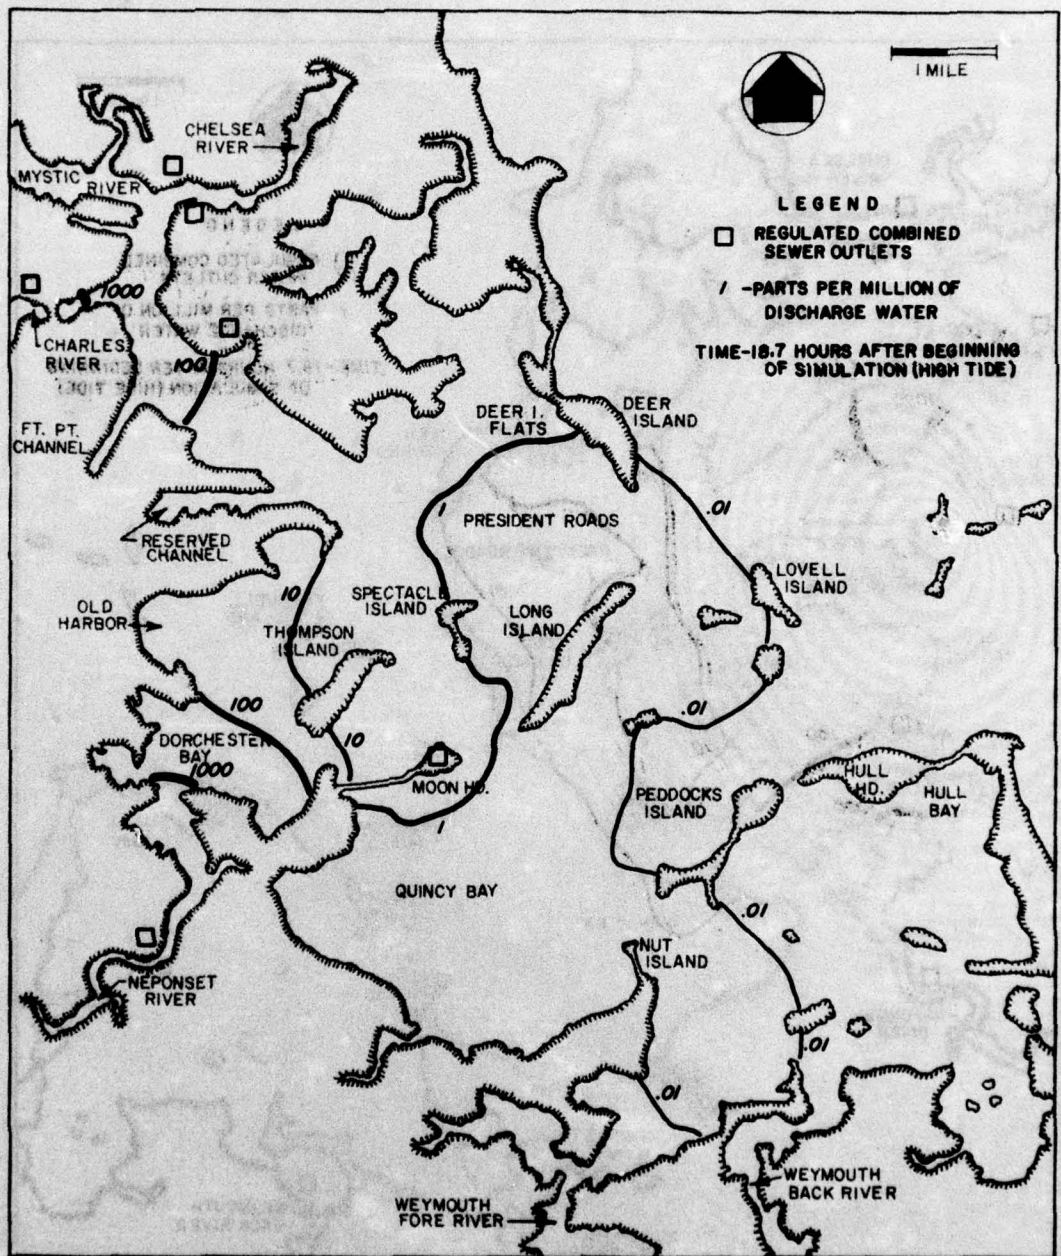 1 MILE
CHELSEA
RIVER
MYSTIC RIVER
LEGEND
REGULATED COMBINED
SEWER OUTLETS
1 -PARTS PER MILLION OF
DISCHARGE WATER
TIME-18.7 HOURS AFTER BEGINNING
OF SIMULATION (HIGH TIDE)
1000
CHARLES
RIVER
100
FT. PT.
CHANNEL
DEER I.
FLATS
DEER
ISLAND
1
.01
PRESIDENT ROADS
RESERVED
CHANNEL
OLD
HARBOR
10
THOMPSON
ISLAND
SPECTACLE
ISLAND
LONG
ISLAND
LOVELL
ISLAND
100
.01
DORCHESTER
BAY
1000
10
MOON HD.
1
PEDDOCKS
ISLAND
HULL
HD.
HULL
BAY
QUINCY BAY
.01
NUT
ISLAND
NEPONSET
RIVER
.01
.01
WEYMOUTH
BACK RIVER
WEYMOUTH
FORE RIVER